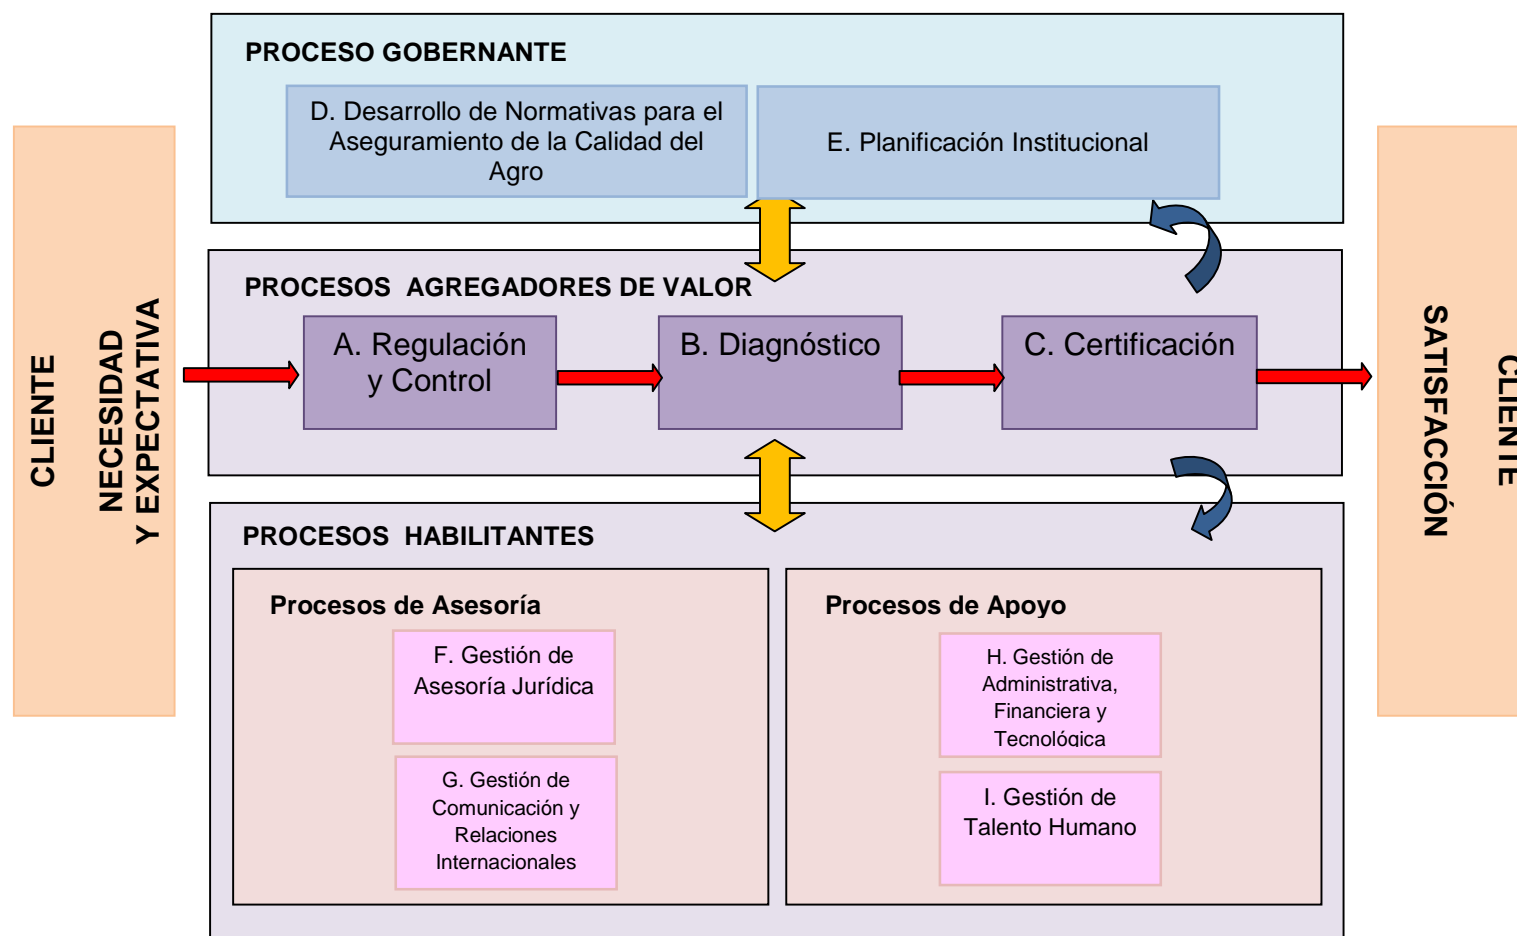 PROCESO GOBERNANTE
D. Desarrollo de Normativas para el
Aseguramiento de la Calidad del
Agro
E. Planificación Institucional
CLIENTE
NECESIDAD
Y EXPECTATIVA
PROCESOS AGREGADORES DE VALOR
A. Regulación
y Control
B. Diagnóstico
C. Certificación
CLIENTE
SATISFACCIÓN
PROCESOS HABILITANTES
Procesos de Asesoría
F. Gestión de
Asesoría Jurídica
G. Gestión de
Comunicación y
Relaciones
Internacionales
Procesos de Apoyo
H. Gestión de
Administrativa,
Financiera y
Tecnológica
I. Gestión de
Talento Humano